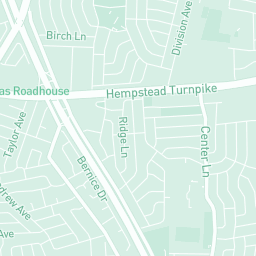 Birch Ln
Division Ave
as Roadhouse
Hempstead Turnpike
Taylor Ave
Ridge Ln
Center Ln
Bernice Dr
drew Ave
Ave